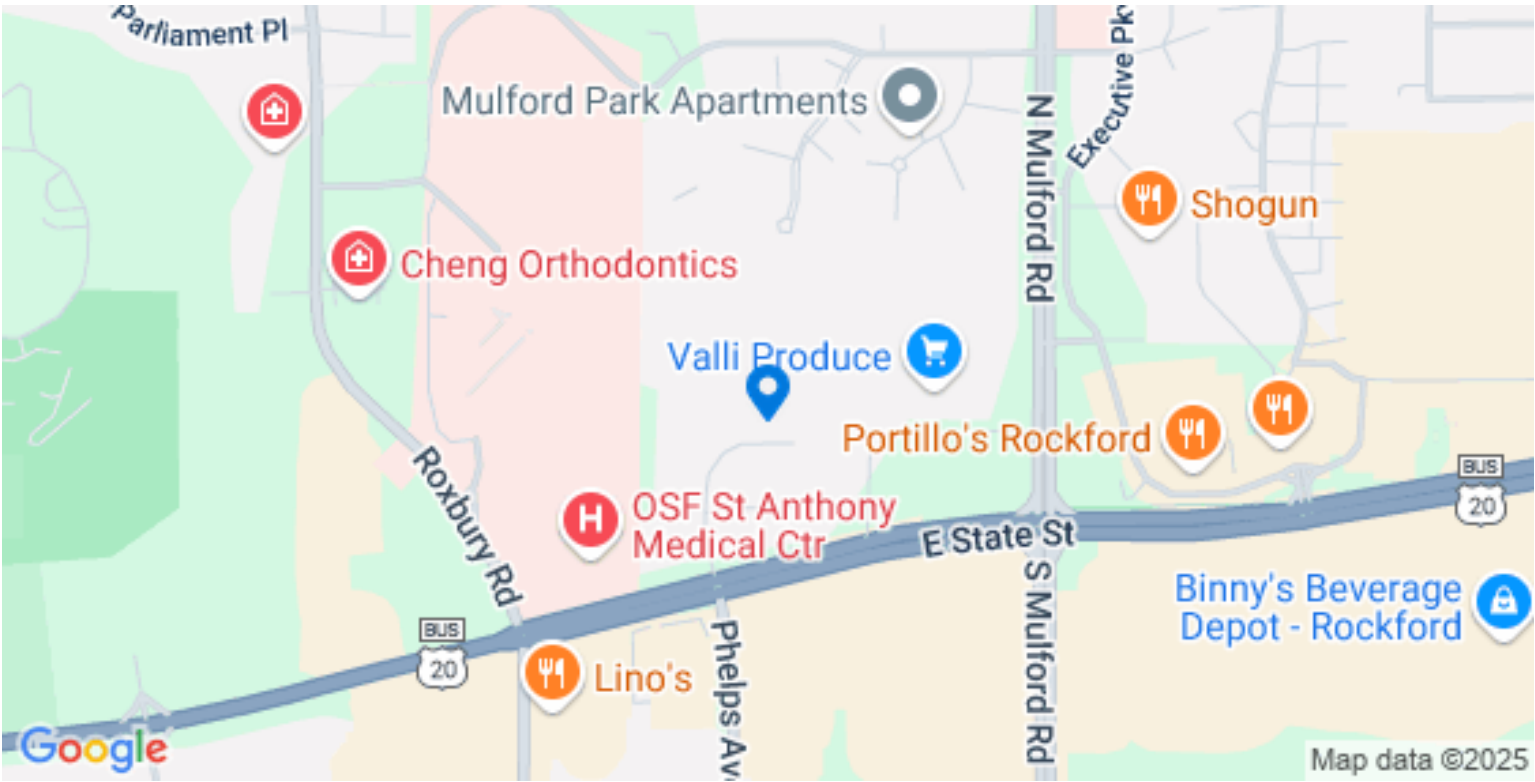 Parliament Pl
Mulford Park Apartments
N Mulford Rd
Executive Pk
Shogun
Cheng Orthodontics
Valli Produce
Portillo's Rockford
Roxbury Rd
OSF St Anthony
Medical Ctr
E State St
BUS
20
S Mulford Rd
Binny's Beverage
Depot - Rockford
BUS
20
Lino's
Phelps Av
Google
Map data ©2025